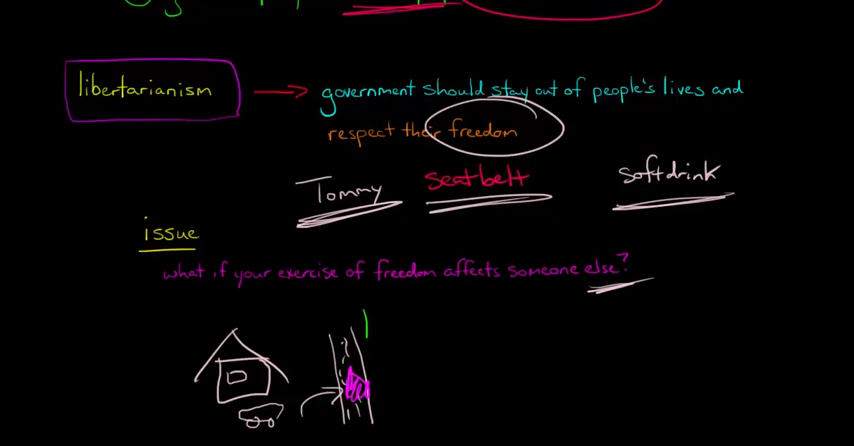 libertarianism
government should stay out of people's lives and
respect their freedom
Tommy seatbelt softdrink
issue
what if your exercise of freedom affects someone else?